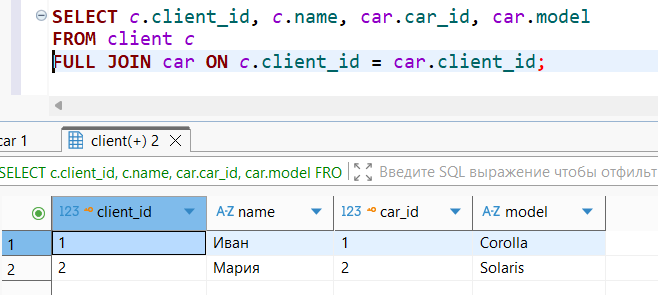 SELECT c.client_id, c.name, car.car_id, car.model
FROM client c
FULL JOIN car ON c.client_id = car.client_id;
car 1 client(+) 2
SELECT c.client_id, c.name, car.car_id, car.model FRO Введите SQL выражение чтобы отфильт
123 client_id A-Z name 123 car_id A-Z model
1 1 Иван 1 Corolla
2 2 Мария 2 Solaris